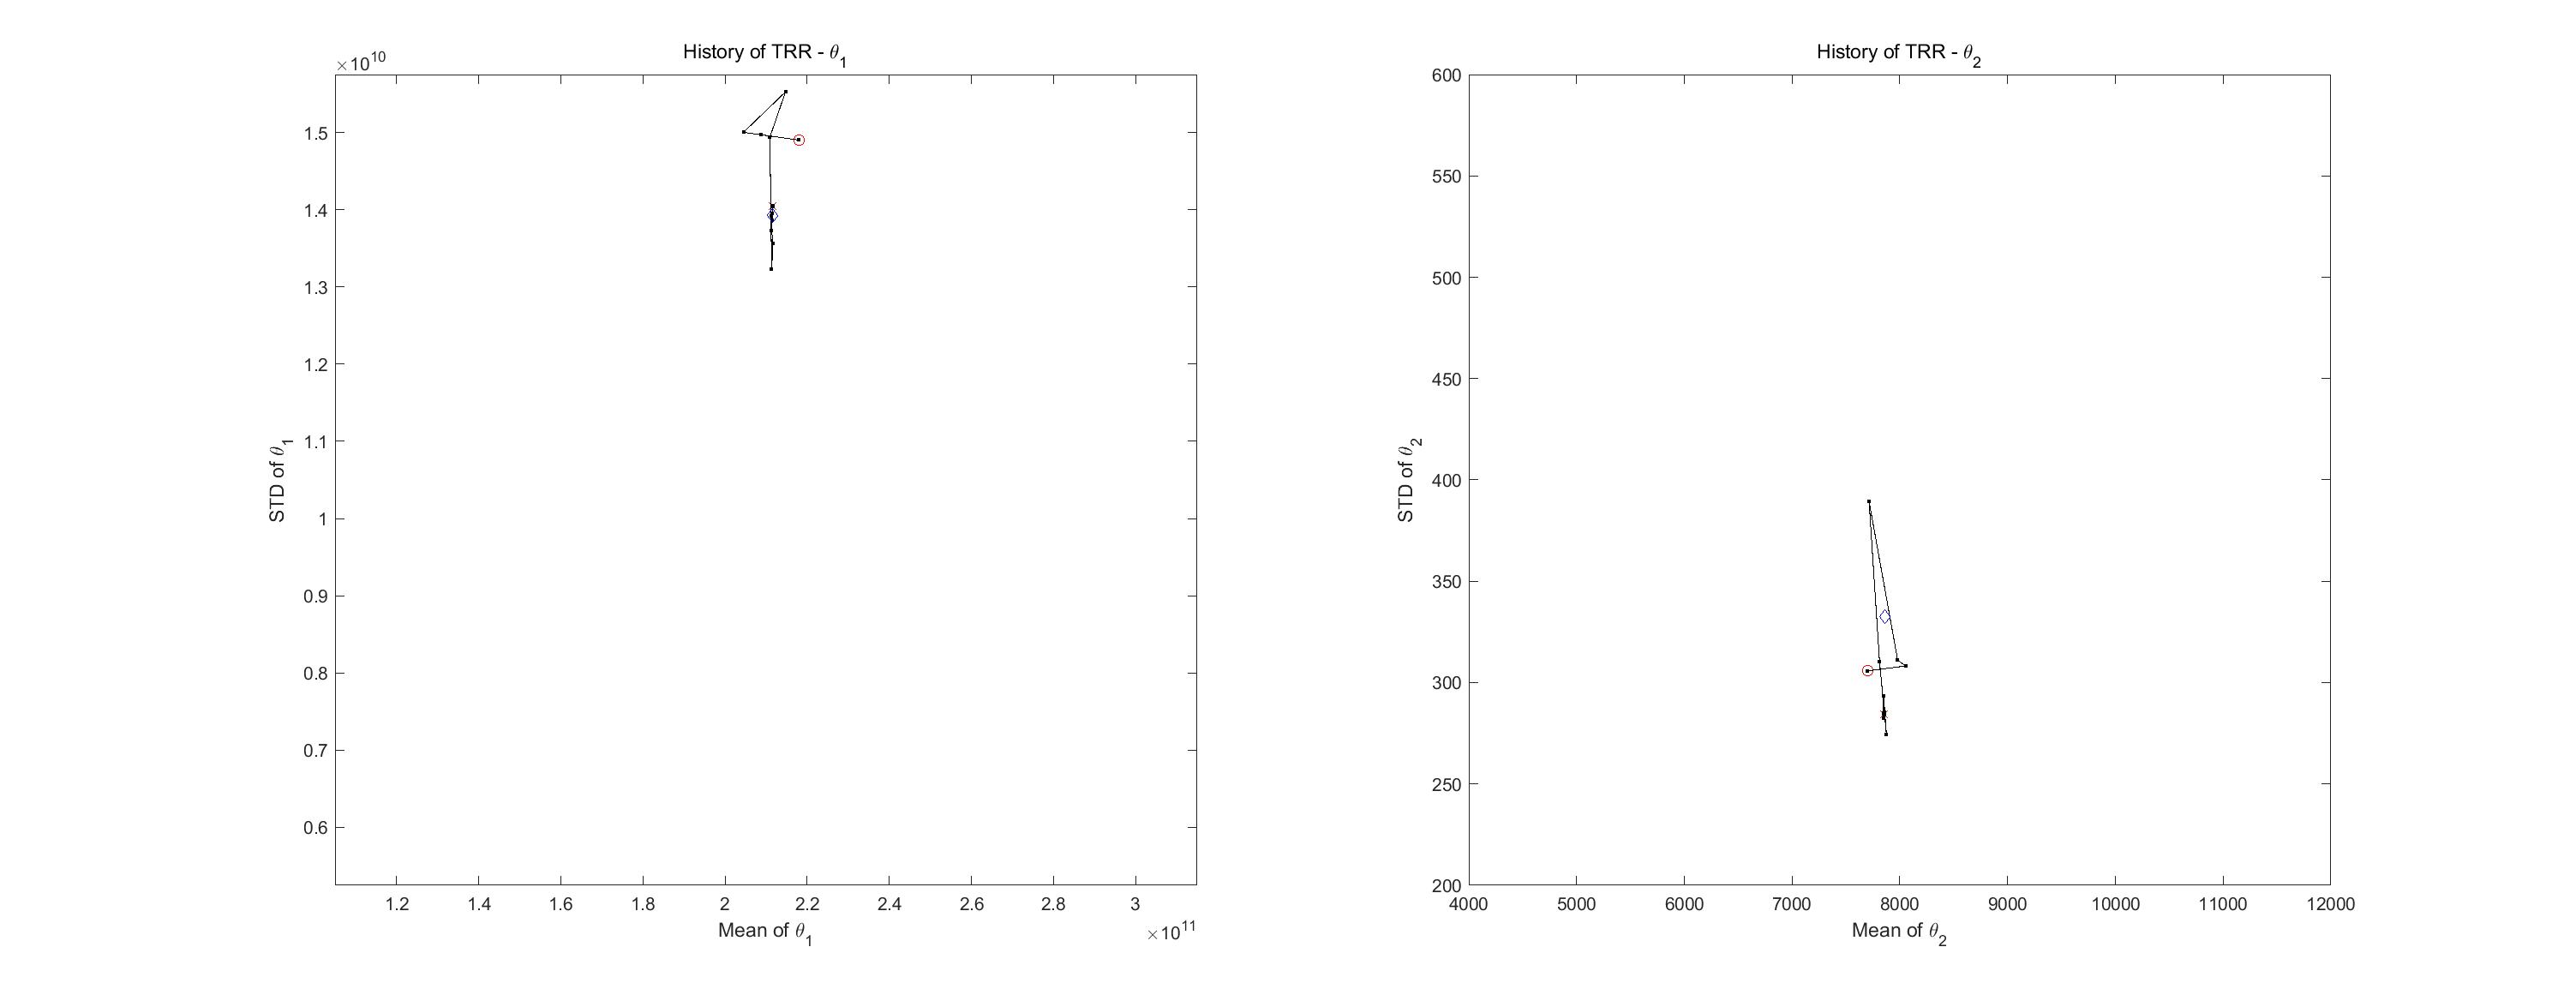 History of TRR - θ1
×10^10
1.5
1.4
1.3
1.2
1.1
1
0.9
0.8
0.7
0.6
STD of θ1
1.2 1.4 1.6 1.8 2 2.2 2.4 2.6 2.8 3
Mean of θ1
×10^11
History of TRR - θ2
600
550
500
450
400
350
300
250
200
STD of θ2
4000 5000 6000 7000 8000 9000 10000 11000 12000
Mean of θ2